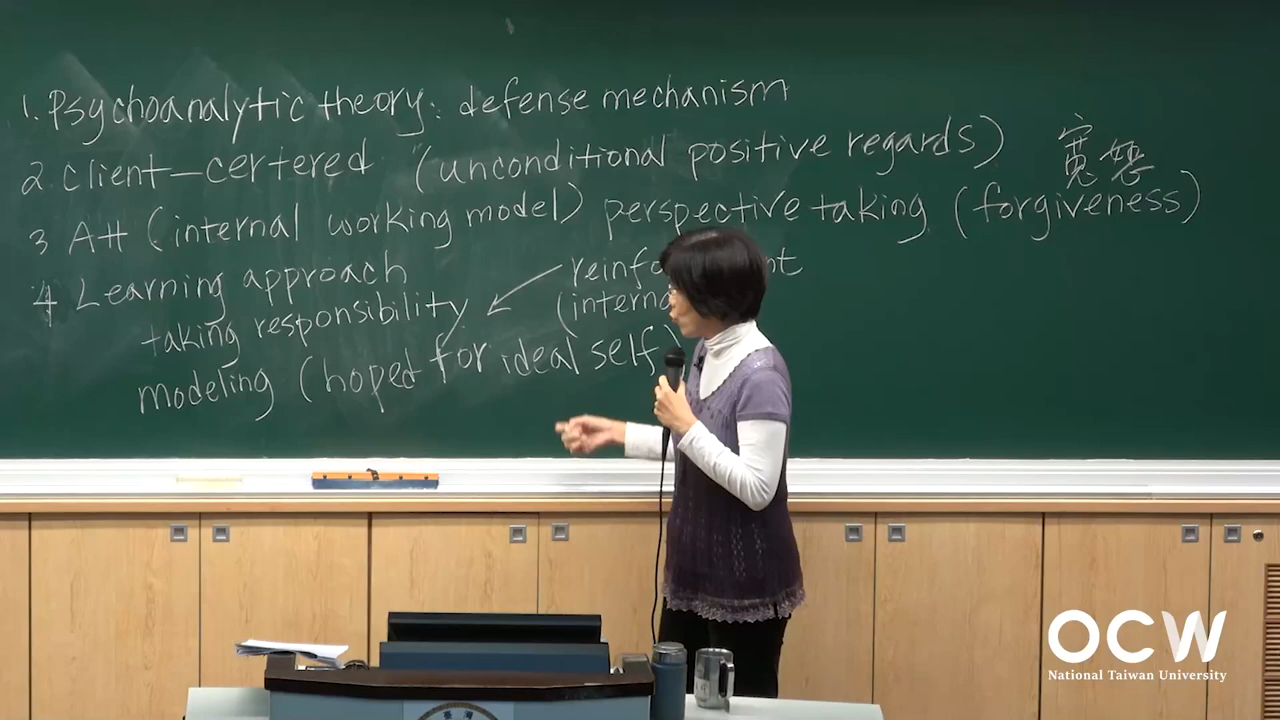 1. Psychoanalytic theory: defense mechanism
2. client-certered (unconditional positive regards) 寬恕
3 Att (internal working model) perspective taking (forgiveness)
4 Learning approach
taking responsibility
modeling (hoped for ideal self)
OCW
National Taiwan University